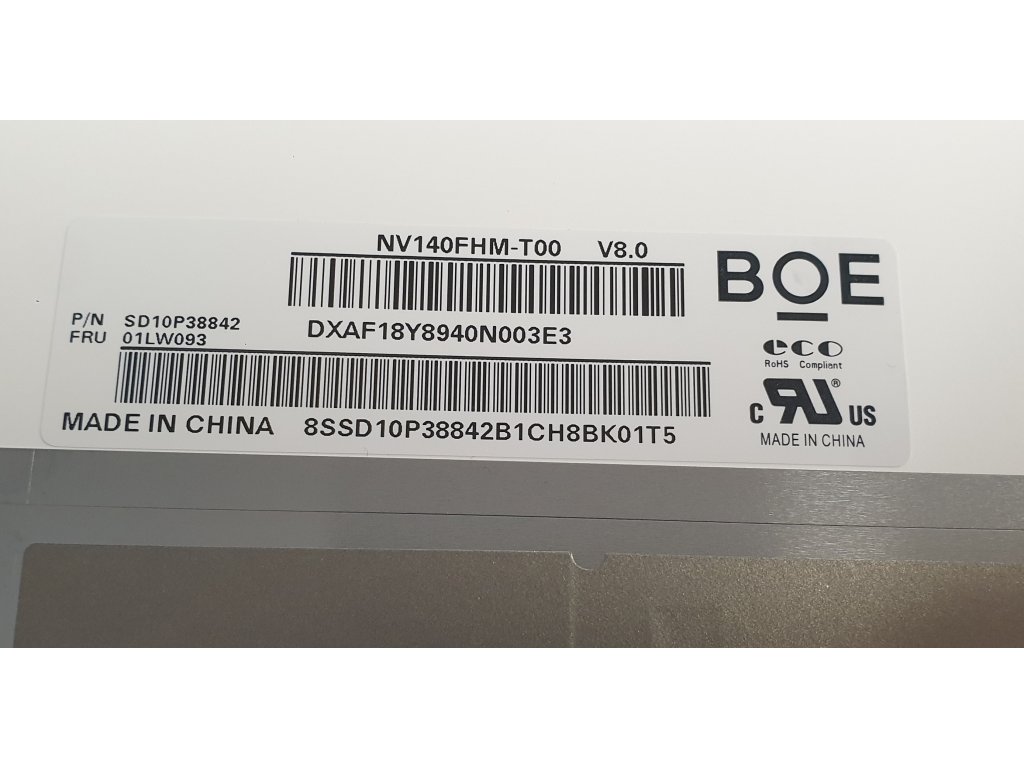 NV140FHM-T00 V8.0
BOE
P/N SD10P38842
FRU 01LW093
DXAF18Y8940N003E3
eco
RoHS Compliant
MADE IN CHINA
8SSD10P38842B1CH8BK01T5
c RU ® US
MADE IN CHINA